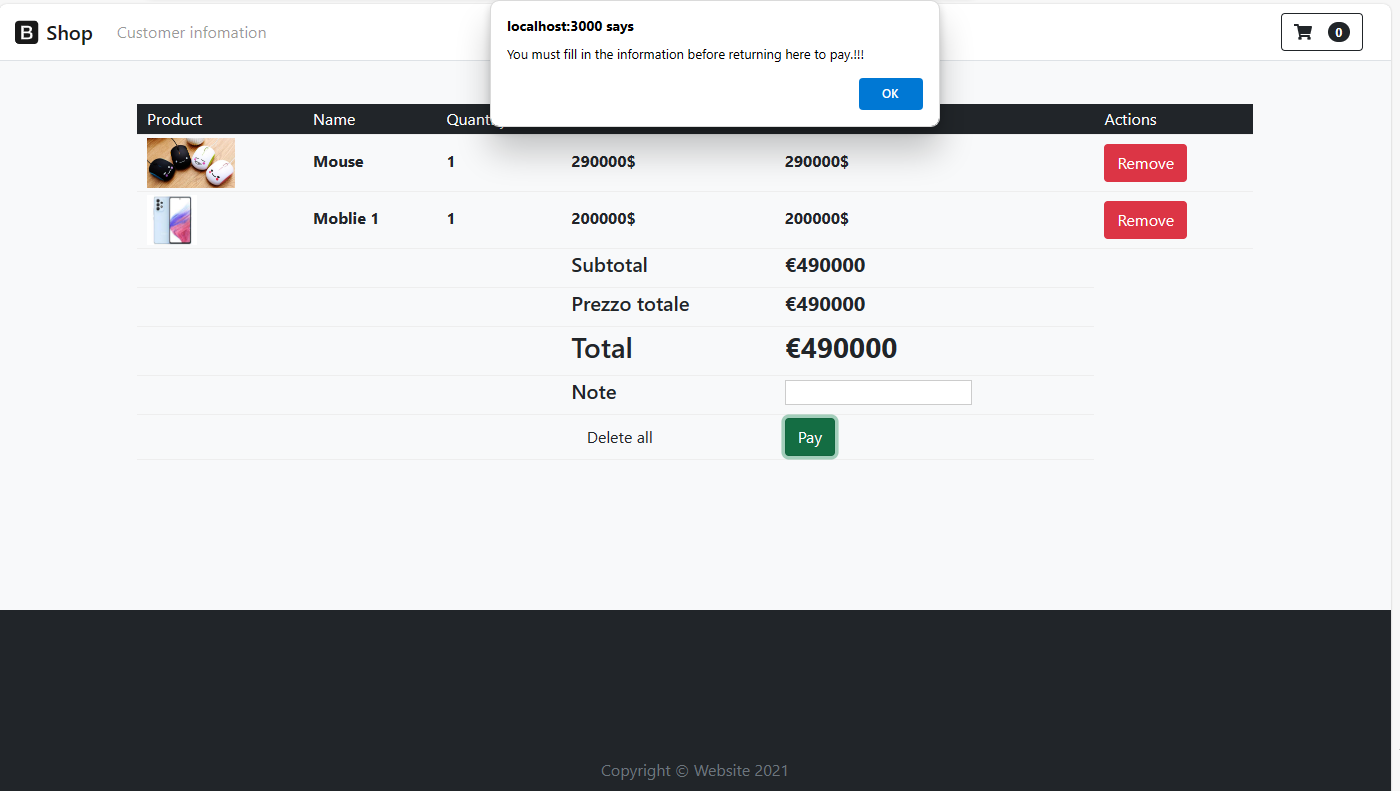 B Shop Customer infomation 0
localhost:3000 says
You must fill in the information before returning here to pay.!!!
OK
Product Name Actions
Mouse 1 290000$ 290000$ Remove
Moblie 1 1 200000$ 200000$ Remove
Subtotal €490000
Prezzo totale €490000
Total €490000
Note
Delete all Pay
Copyright © Website 2021